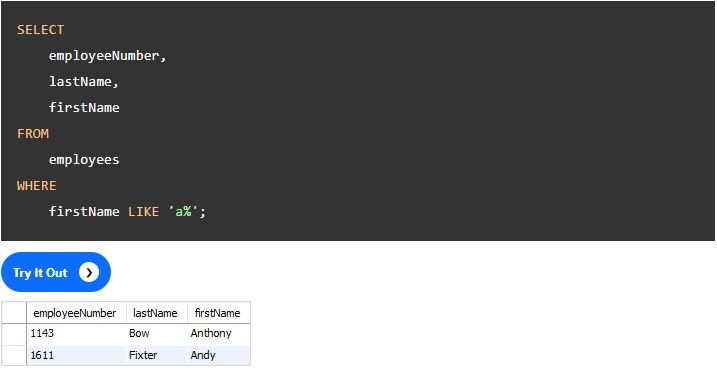 SELECT
employeeNumber,
lastName,
firstName
FROM
employees
WHERE
firstName LIKE 'a%';
Try It Out
employeeNumber lastName firstName
1143 Bow Anthony
1611 Fixter Andy